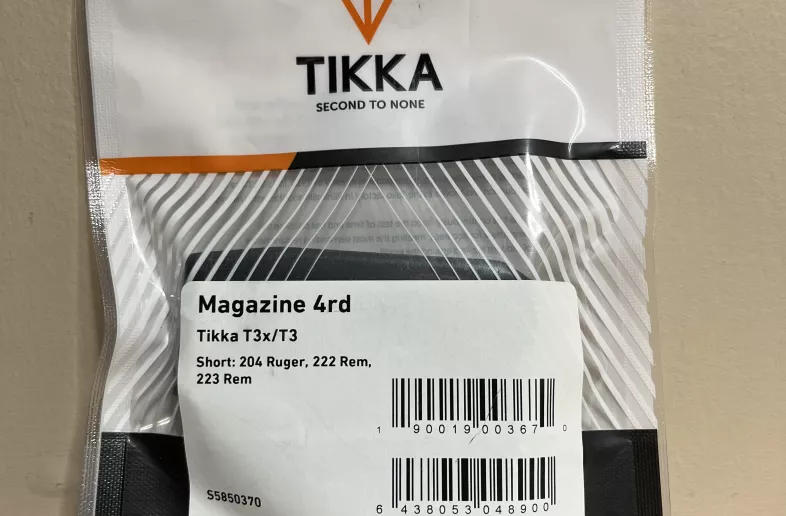 TIKKA
SECOND TO NONE
Magazine 4rd
Tikka T3x/T3
Short: 204 Ruger, 222 Rem,
223 Rem
1 90019 00367 0
S5850370
6 438053 048900